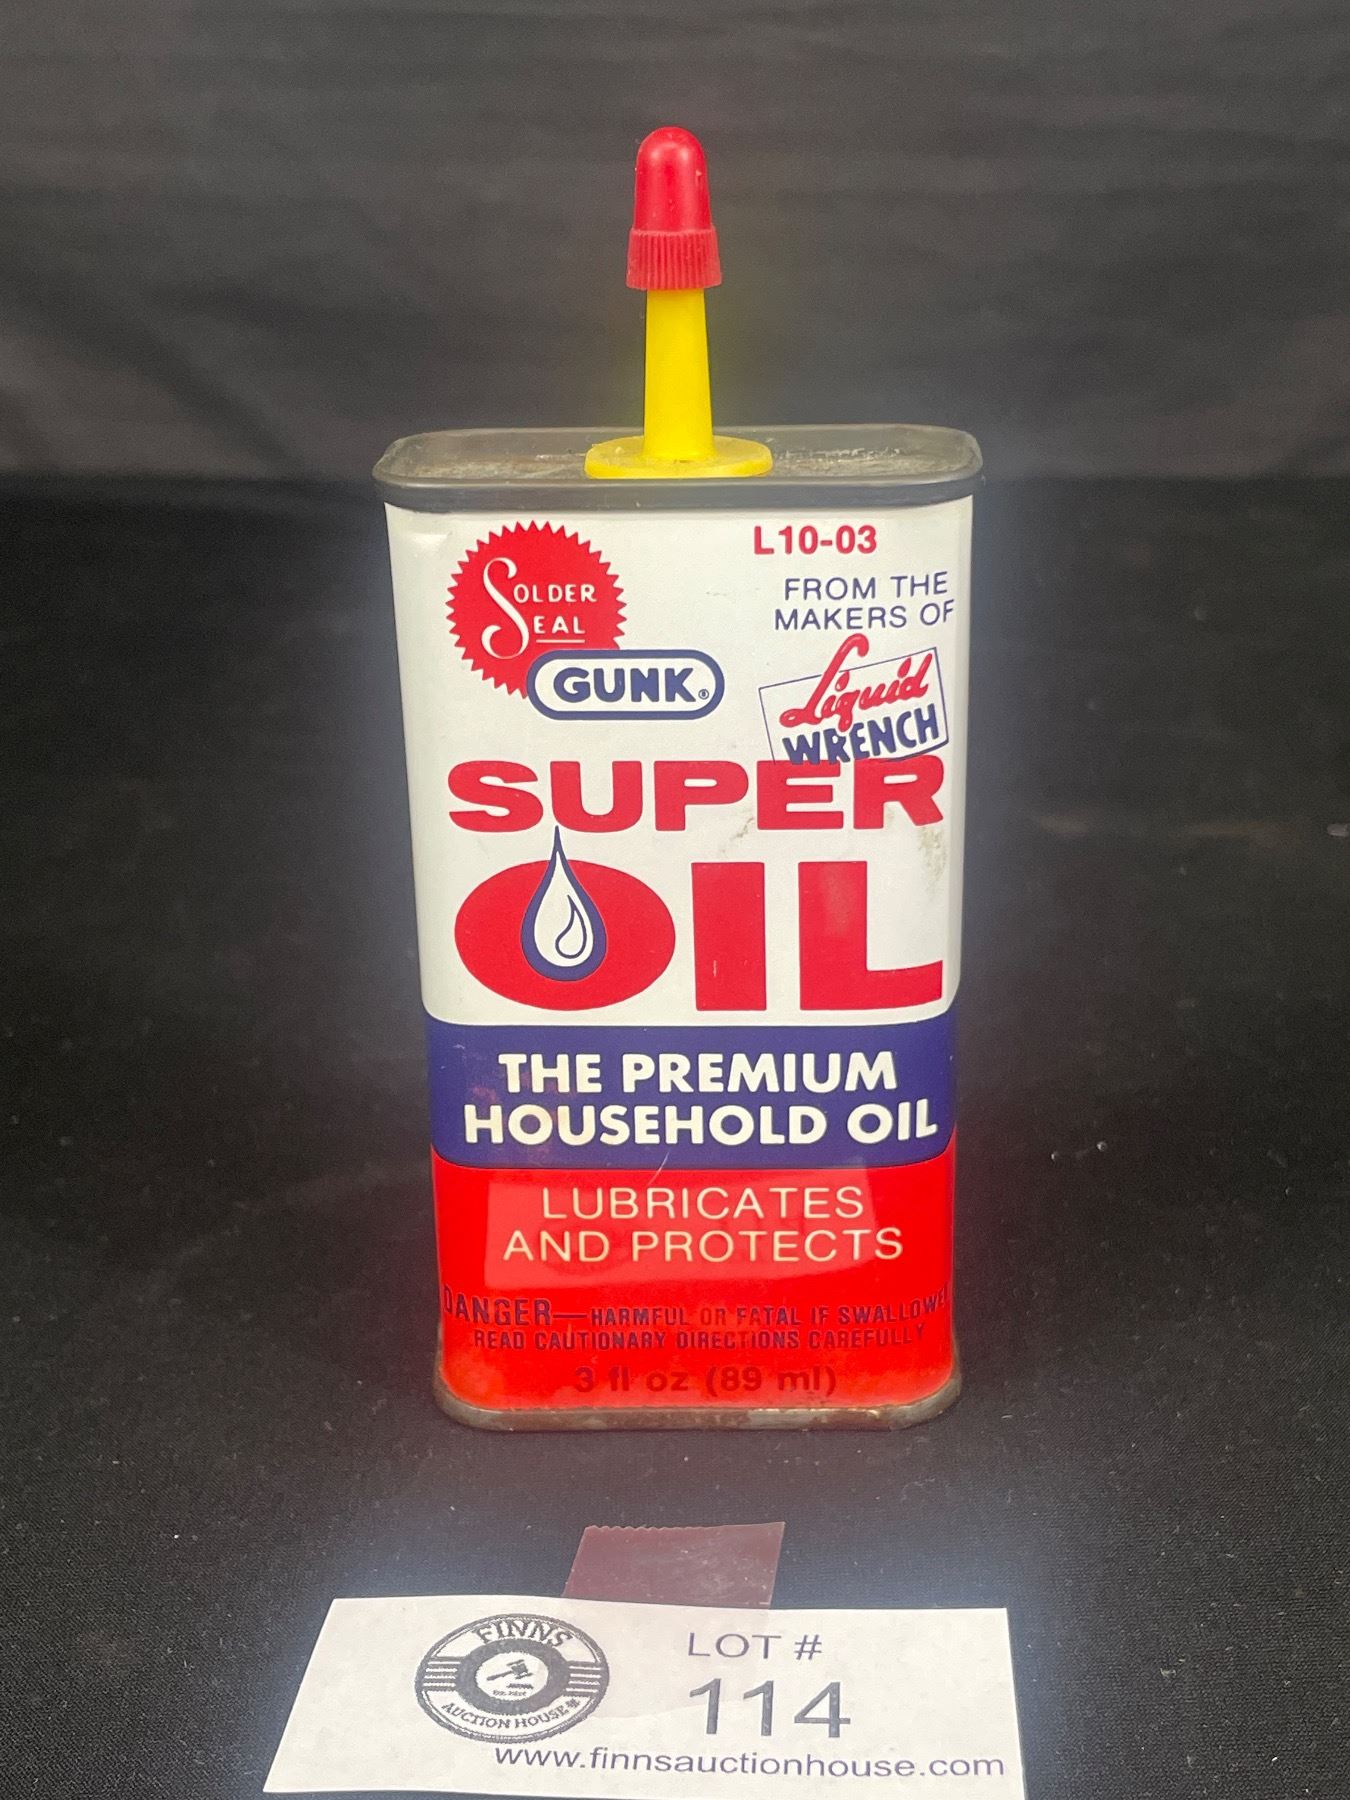 L10-03
SOLDER
SEAL
GUNK®
FROM THE
MAKERS OF
Liquid
WRENCH
SUPER
OIL
THE PREMIUM
HOUSEHOLD OIL
LUBRICATES
AND PROTECTS
DANGER—HARMFUL OR FATAL IF SWALLOWE
READ CAUTIONARY DIRECTIONS CAREFULLY
3 fl oz (89 ml)
FINNS
AUCTION HOUSE
LOT #
114
www.finnsauctionhouse.com